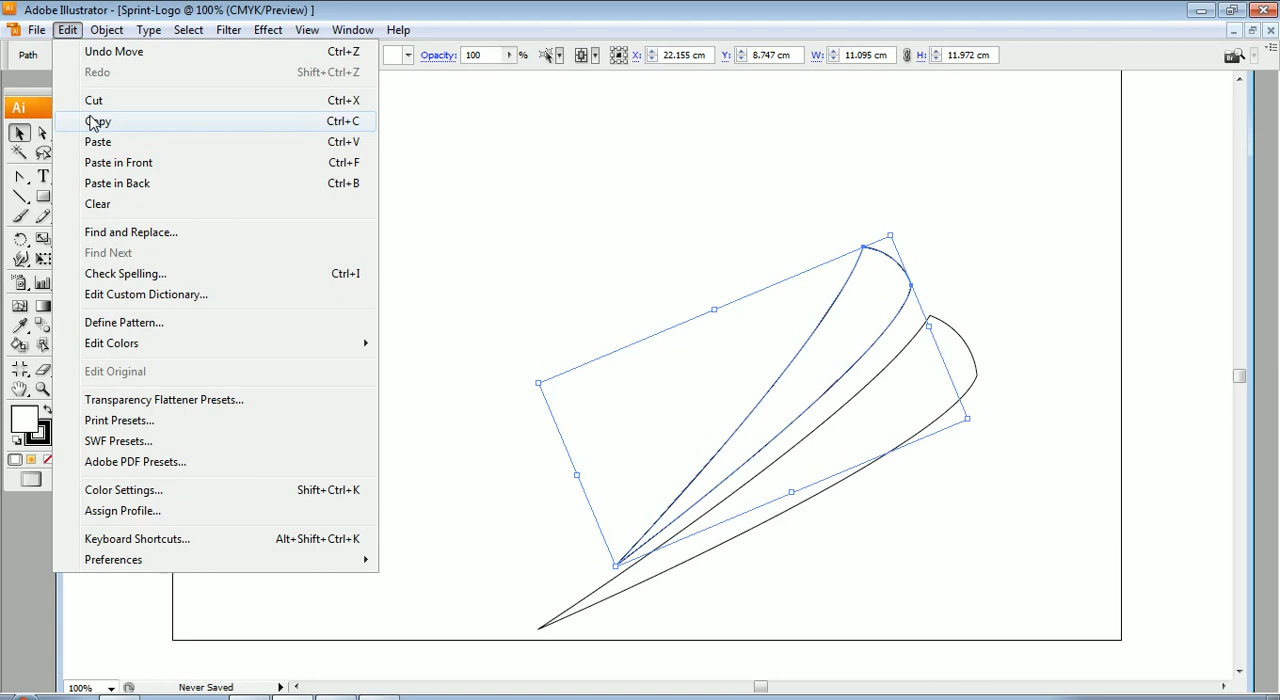 Adobe Illustrator - [Sprint-Logo @ 100% (CMYK/Preview) ]
File Edit Object Type Select Filter Effect View Window Help
Path
Opacity: 100 % X: 22.155 cm Y: 8.747 cm W: 11.095 cm H: 11.972 cm
Undo Move Ctrl+Z
Redo Shift+Ctrl+Z
Cut Ctrl+X
Copy Ctrl+C
Paste Ctrl+V
Paste in Front Ctrl+F
Paste in Back Ctrl+B
Clear
Find and Replace...
Find Next
Check Spelling... Ctrl+I
Edit Custom Dictionary...
Define Pattern...
Edit Colors
Edit Original
Transparency Flattener Presets...
Print Presets...
SWF Presets...
Adobe PDF Presets...
Color Settings... Shift+Ctrl+K
Assign Profile...
Keyboard Shortcuts... Alt+Shift+Ctrl+K
Preferences
Ai
T
100% Never Saved